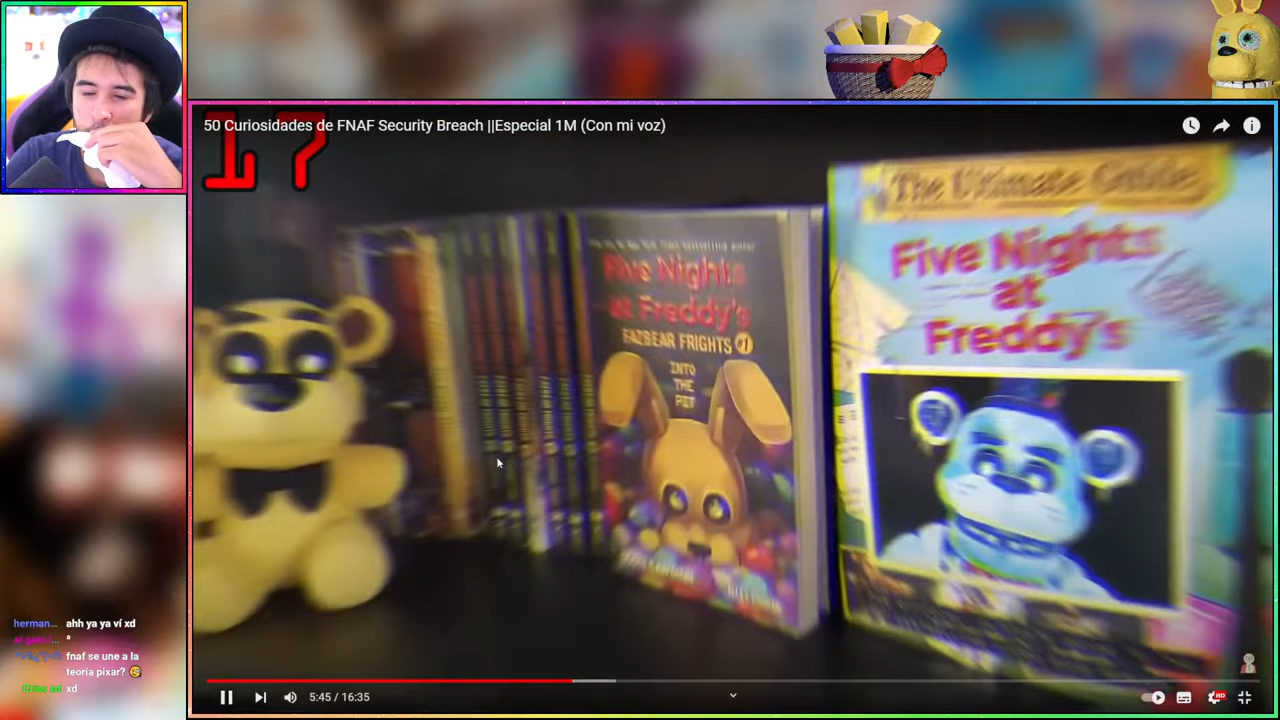 50 Curiosidades de FNAF Security Breach ||Especial 1M (Con mi voz)
17
The Ultimate Guide
Five Nights
at
Freddy's
Five Nights
at Freddy's
FAZBEAR FRIGHTS #1
INTO
THE
PIT
herman... ahh ya ya ví xd
fnaf se une a la
teoria pixar?
xd
5:45 / 16:35
HD